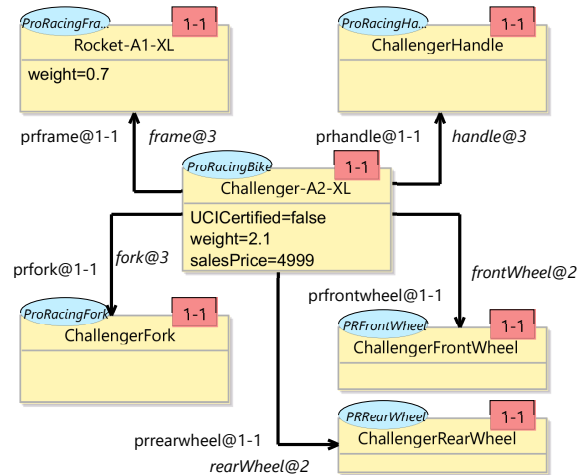 ProRacingFra...
1-1
Rocket-A1-XL
weight=0.7
ProRacingHa...
1-1
ChallengerHandle
prframe@1-1
frame@3
prhandle@1-1
handle@3
ProRacingBike
1-1
Challenger-A2-XL
UCICertified=false
weight=2.1
salesPrice=4999
prfork@1-1
fork@3
prfrontwheel@1-1
frontWheel@2
ProRacingFork
1-1
ChallengerFork
PRFrontWheel
1-1
ChallengerFrontWheel
prrearwheel@1-1
rearWheel@2
PRRearWheel
1-1
ChallengerRearWheel